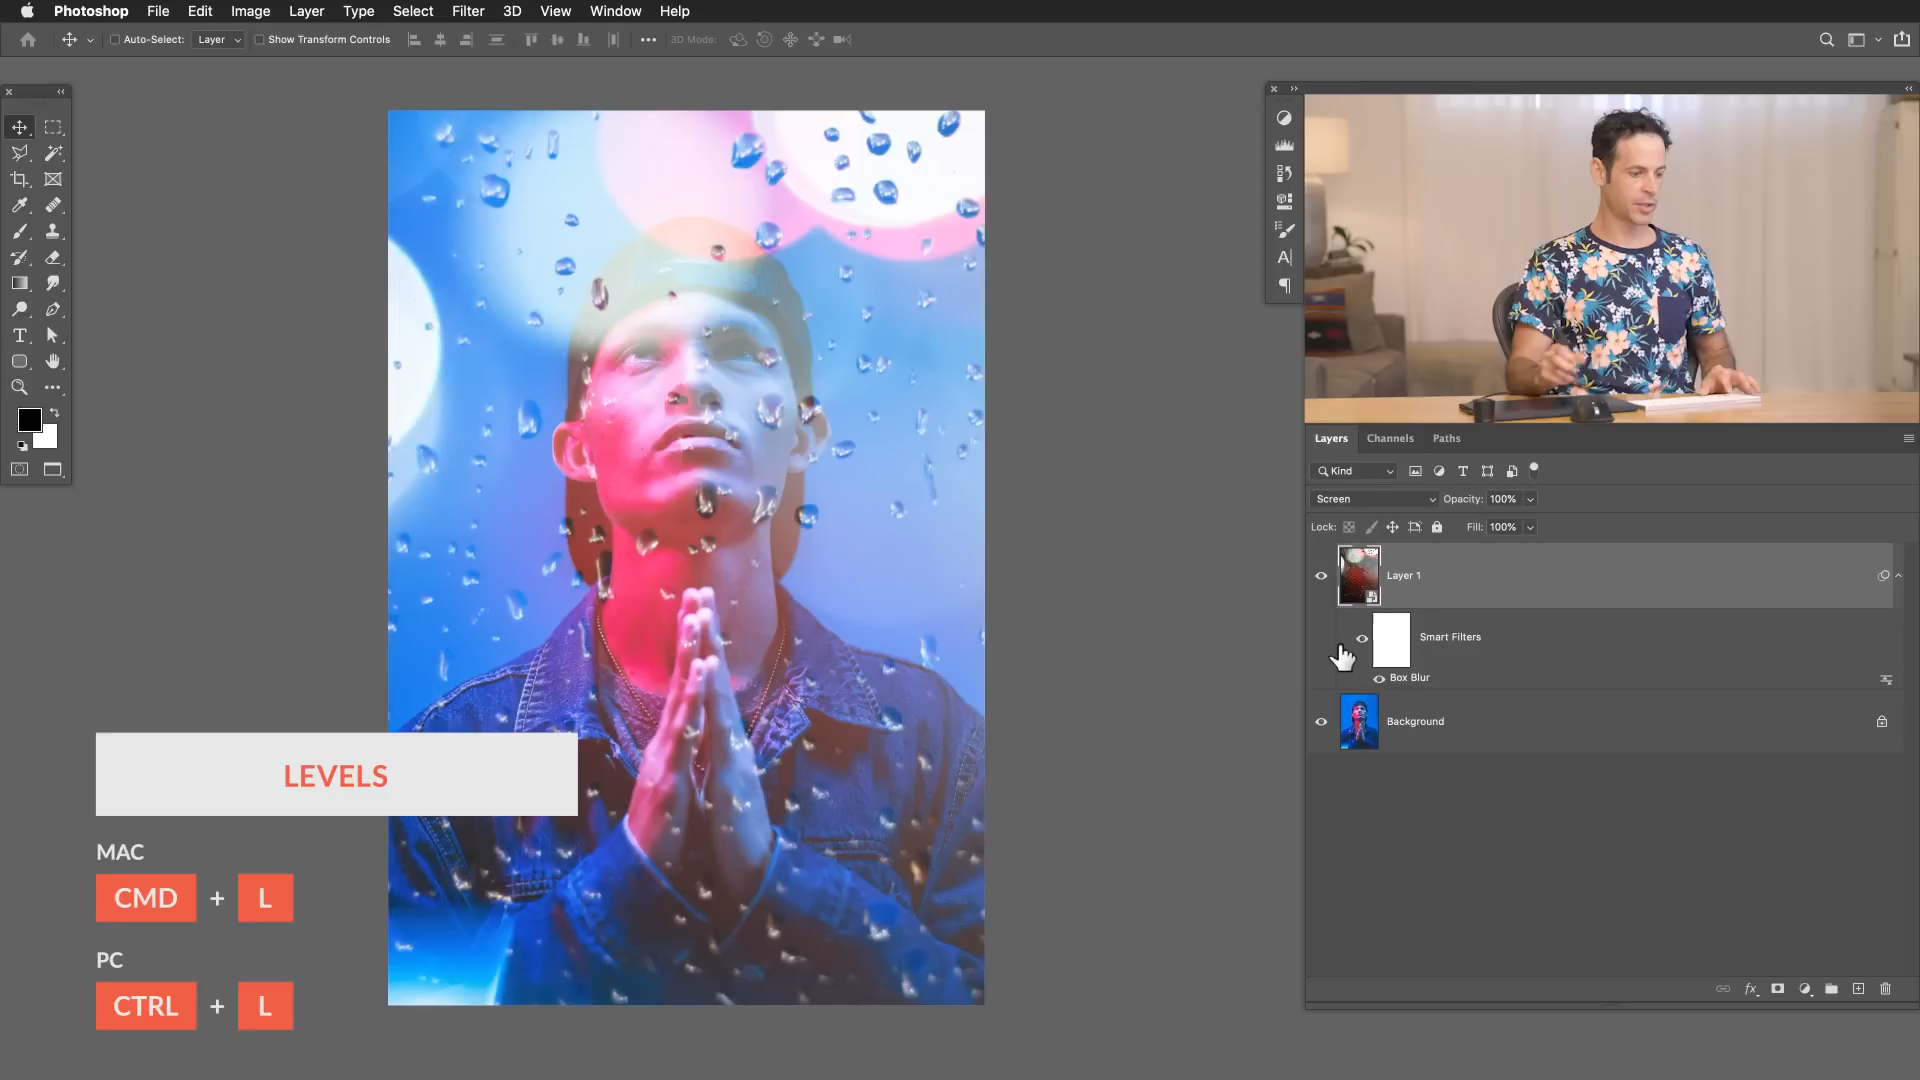 Photoshop File Edit Image Layer Type Select Filter 3D View Window Help
Auto-Select: Layer Show Transform Controls 3D Mode:
Layers Channels Paths
Kind
Screen Opacity: 100%
Lock: Fill: 100%
Layer 1
Smart Filters
Box Blur
Background
LEVELS
MAC
CMD + L
PC
CTRL + L